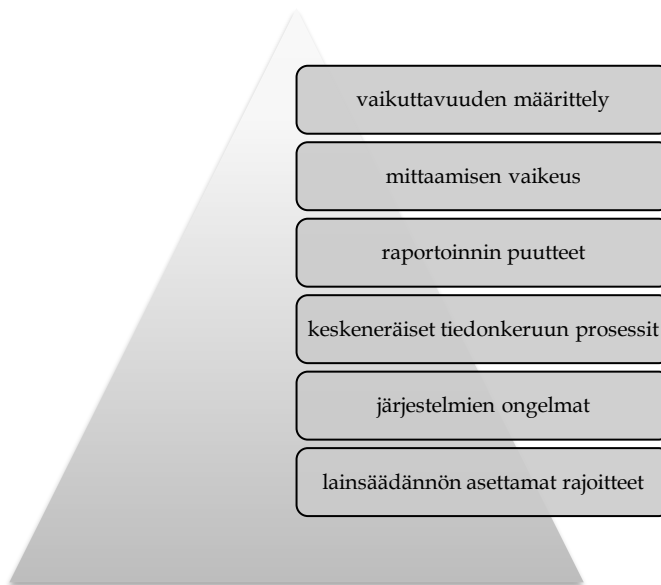 vaikuttavuuden määrittely
mittaamisen vaikeus
raportoinnin puutteet
keskeneräiset tiedonkeruun prosessit
järjestelmien ongelmat
lainsäädännön asettamat rajoitteet